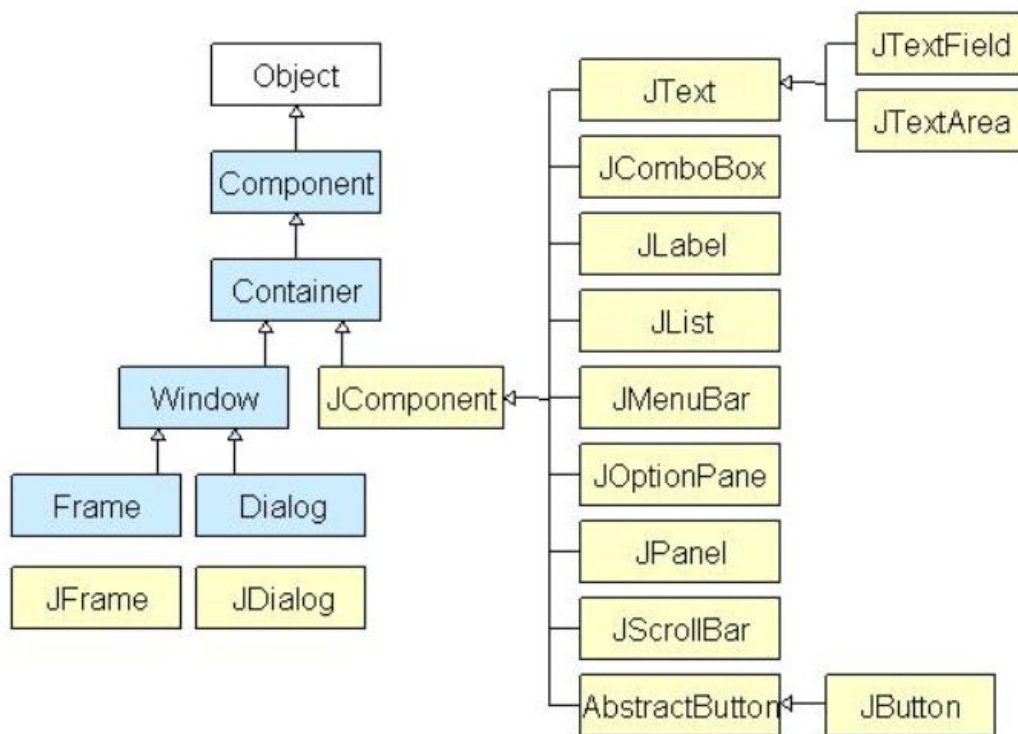 Object
Component
Container
Window
JComponent
Frame
Dialog
JFrame
JDialog
JText
JComboBox
JLabel
JList
JMenuBar
JOptionPane
JPanel
JScrollBar
AbstractButton
JTextField
JTextArea
JButton